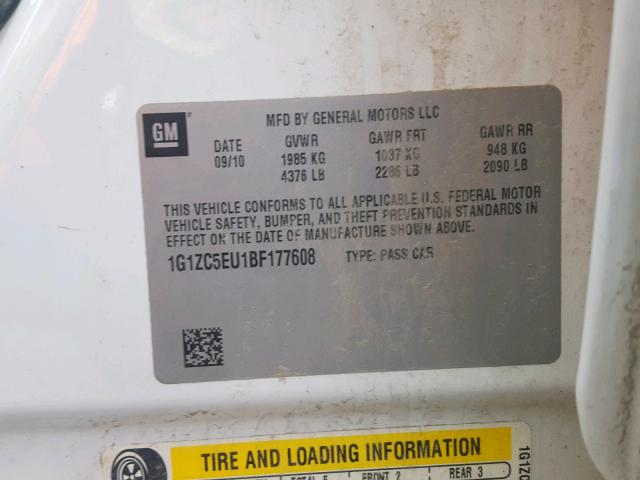 GM
MFD BY GENERAL MOTORS LLC
DATE GVWR GAWR FRT GAWR RR
09/10 1985 KG 1037 KG 948 KG
4376 LB 2286 LB 2090 LB
THIS VEHICLE CONFORMS TO ALL APPLICABLE U.S. FEDERAL MOTOR
VEHICLE SAFETY, BUMPER, AND THEFT PREVENTION STANDARDS IN
EFFECT ON THE DATE OF MANUFACTURE SHOWN ABOVE.
1G1ZC5EU1BF177608 TYPE: PASS CAR
TIRE AND LOADING INFORMATION
TOTAL 5 FRONT 2 REAR 3
1G1ZC